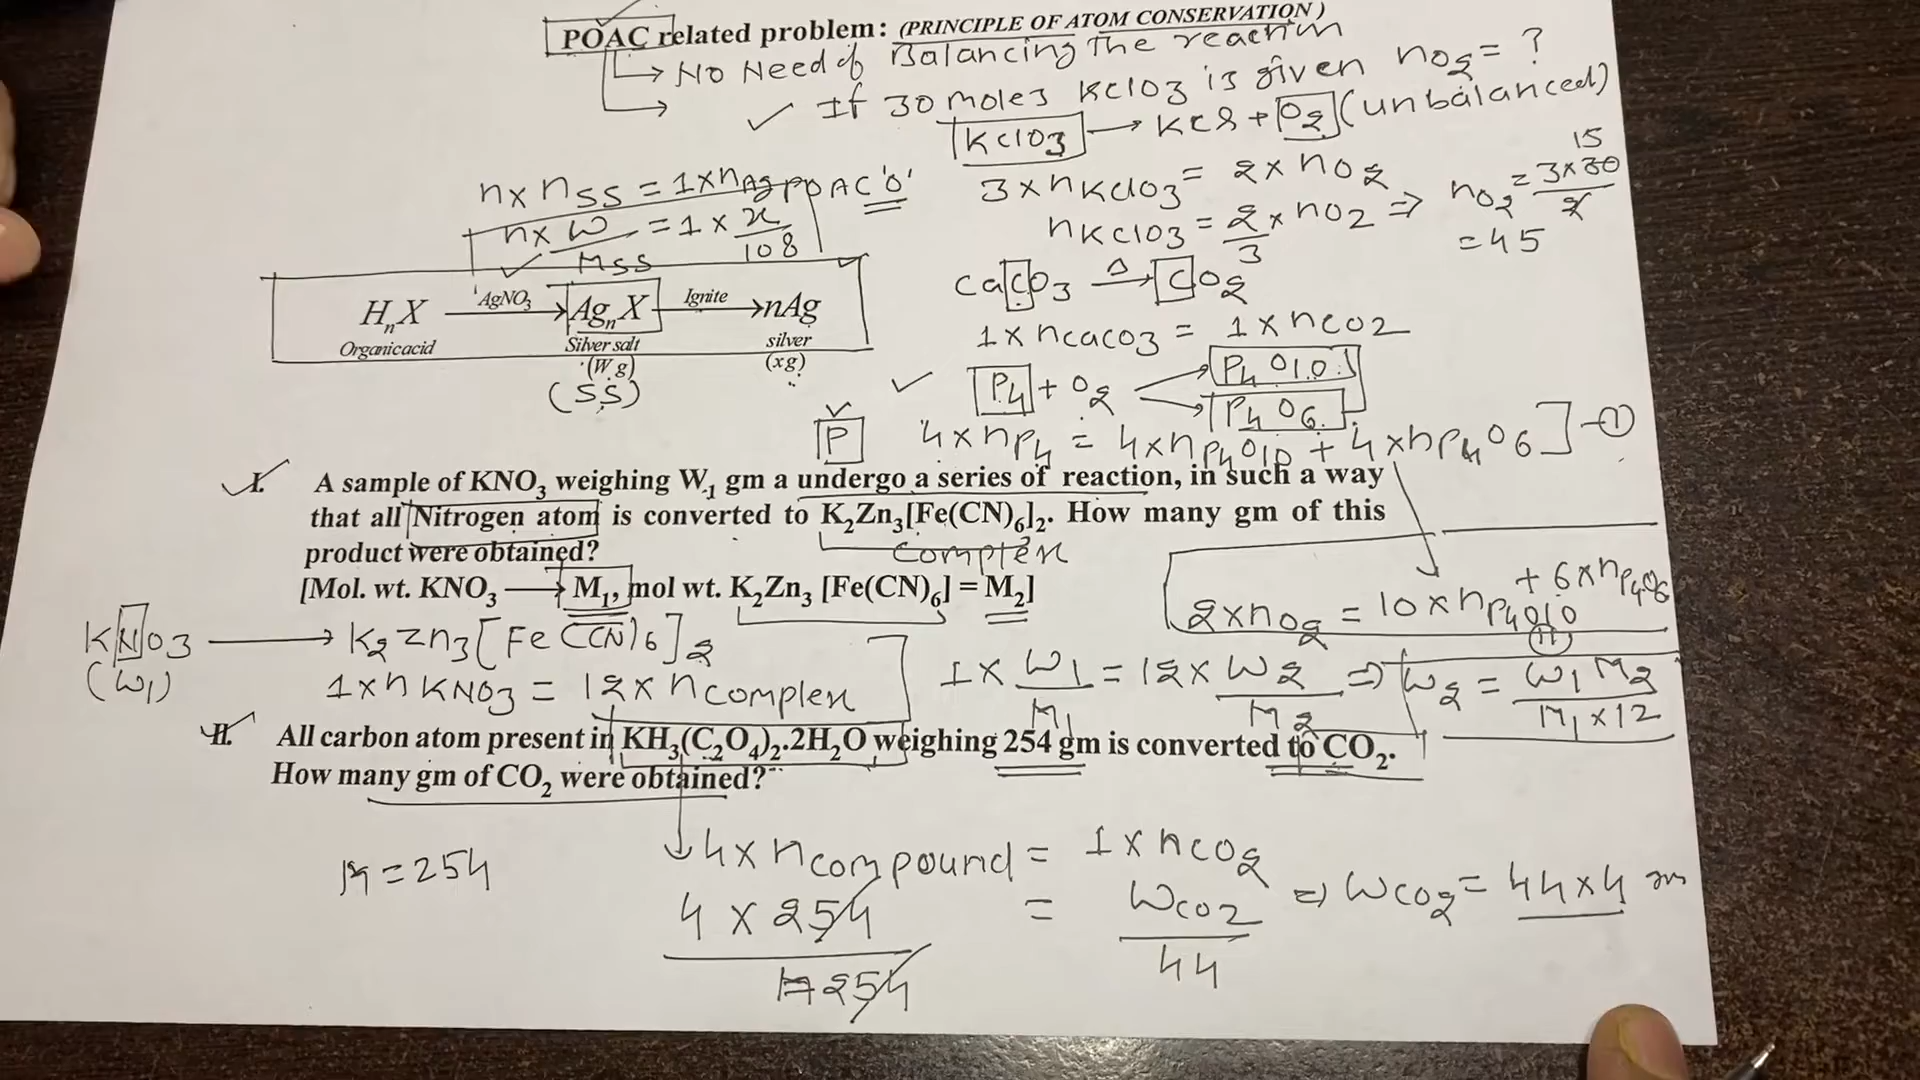 POAC related problem: (PRINCIPLE OF ATOM CONSERVATION)
→ No Need of Balancing The reaction
→ ✓ If 30 moles KClO3 is given nO2 = ?
KClO3 → KCl + O2 (unbalanced)
n×nSS = 1×nAg POAC 'O'
n×W/MSS = 1×x/108
3×nKClO3 = 2×nO2
nKClO3 = 2/3×nO2 ⇒ nO2 = 3×30/2
15
= 45
HnX AgNO3→ AgnX Ignite→ nAg
Organic acid Silver salt silver
(W g) (x g)
(SS)
CaCO3 Δ→ CO2
1×nCaCO3 = 1×nCO2
✓ P4 + O2 → P4O10
→ P4O6
P 4×nP4 = 4×nP4O10 + 4×nP4O6] –①
I. A sample of KNO3 weighing W1 gm a undergo a series of reaction, in such a way
that all Nitrogen atom is converted to K2Zn3[Fe(CN)6]2. How many gm of this
product were obtained?
complex
[Mol. wt. KNO3 → M1, mol wt. K2Zn3 [Fe(CN)6] = M2]
2×nO2 = 10×nP4O10 + 6×nP4O6
II
KNO3 → K2Zn3[Fe(CN)6]2
(W1) 1×nKNO3 = 12×ncomplex
1×W1/M1 = 12×W2/M2 ⇒ W2 = W1M2/M1×12
II. All carbon atom present in KH3(C2O4)2.2H2O weighing 254 gm is converted to CO2.
How many gm of CO2 were obtained?
M = 254
4×ncompound = 1×nCO2
4×254/254 = WCO2/44 ⇒ WCO2 = 44×4